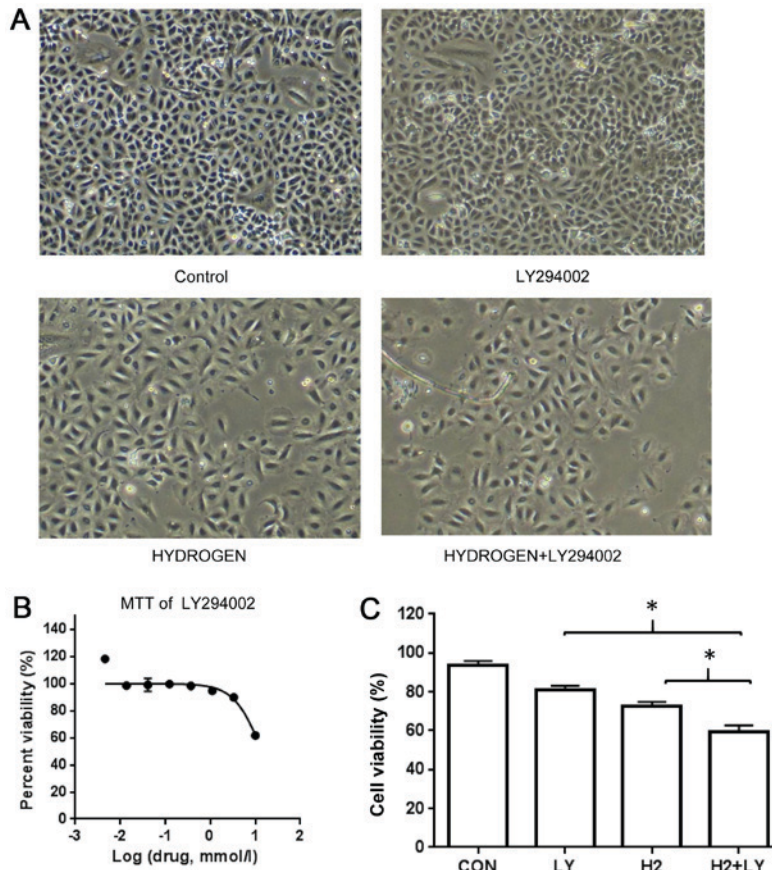 A
Control
LY294002
HYDROGEN
HYDROGEN+LY294002
B
MTT of LY294002
Percent viability (%)
140
120
100
80
60
40
20
0
-3
-2
-1
0
1
2
Log (drug, mmol/l)
C
Cell viability (%)
120
100
80
60
40
20
0
*
*
CON
LY
H2
H2+LY